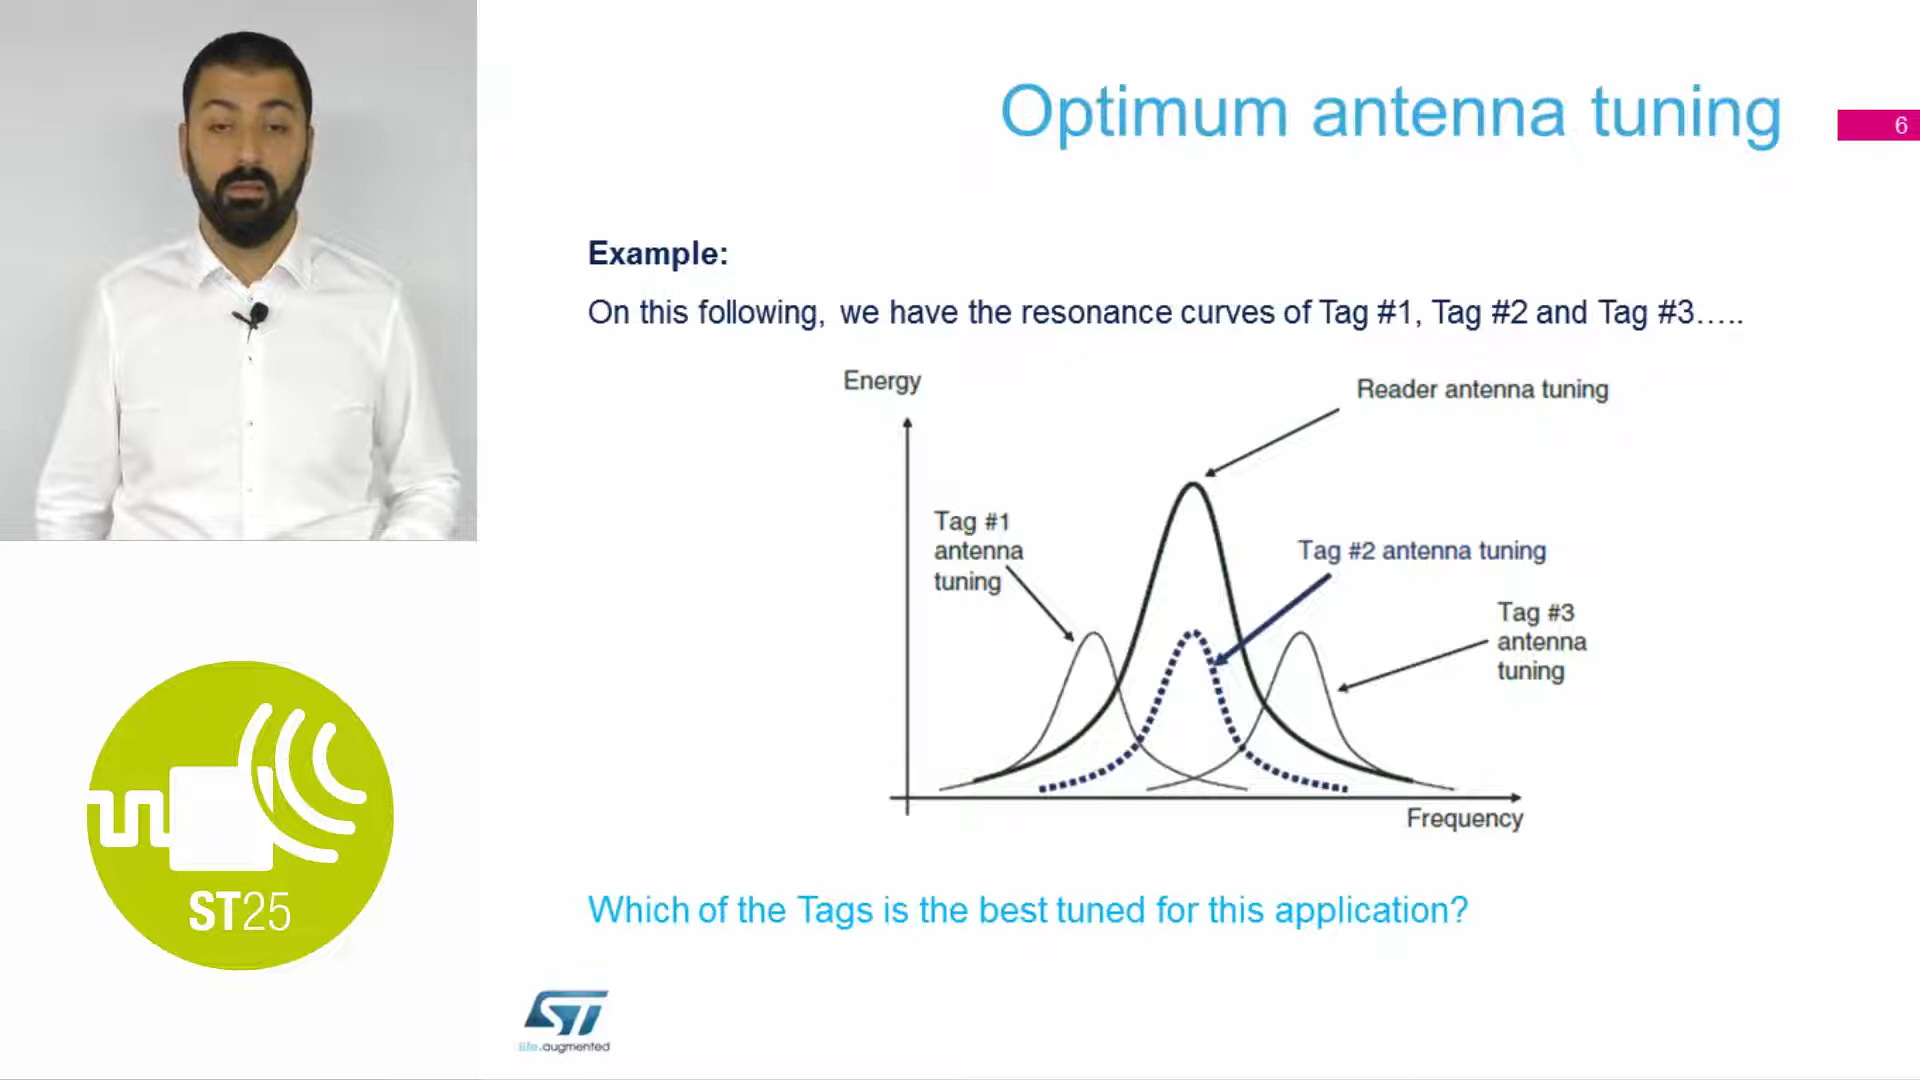 Optimum antenna tuning
6
Example:
On this following, we have the resonance curves of Tag #1, Tag #2 and Tag #3.....
Energy
Reader antenna tuning
Tag #1
antenna
tuning
Tag #2 antenna tuning
Tag #3
antenna
tuning
Frequency
Which of the Tags is the best tuned for this application?
ST25
ST
life.augmented